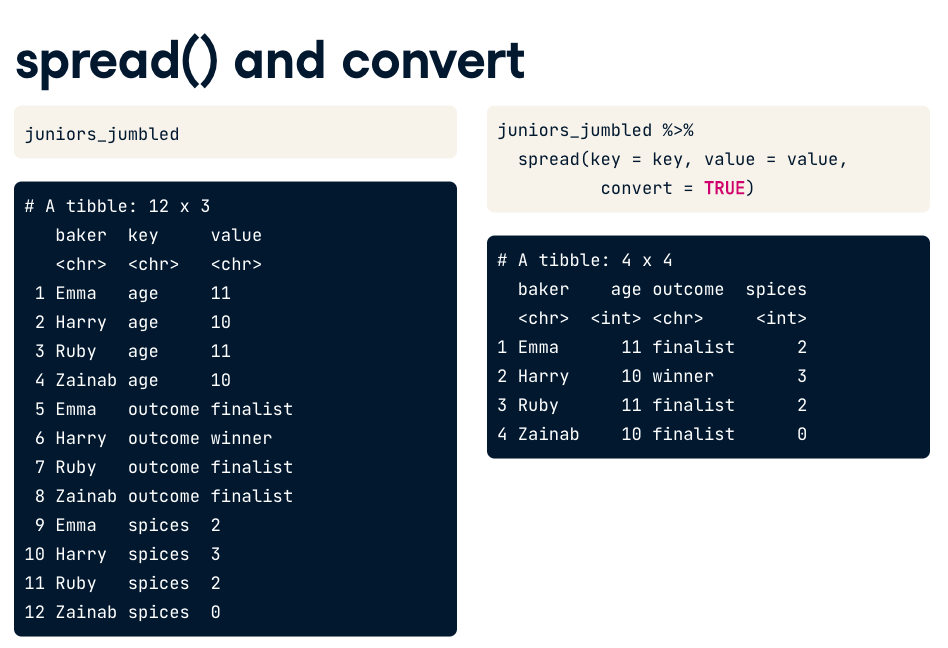 spread() and convert
juniors_jumbled
# A tibble: 12 x 3
   baker  key     value
   <chr>  <chr>   <chr>
 1 Emma   age     11
 2 Harry  age     10
 3 Ruby   age     11
 4 Zainab age     10
 5 Emma   outcome finalist
 6 Harry  outcome winner
 7 Ruby   outcome finalist
 8 Zainab outcome finalist
 9 Emma   spices  2
10 Harry  spices  3
11 Ruby   spices  2
12 Zainab spices  0
juniors_jumbled %>%
  spread(key = key, value = value,
          convert = TRUE)
# A tibble: 4 x 4
  baker    age outcome  spices
  <chr>  <int> <chr>     <int>
1 Emma      11 finalist      2
2 Harry     10 winner        3
3 Ruby      11 finalist      2
4 Zainab    10 finalist      0